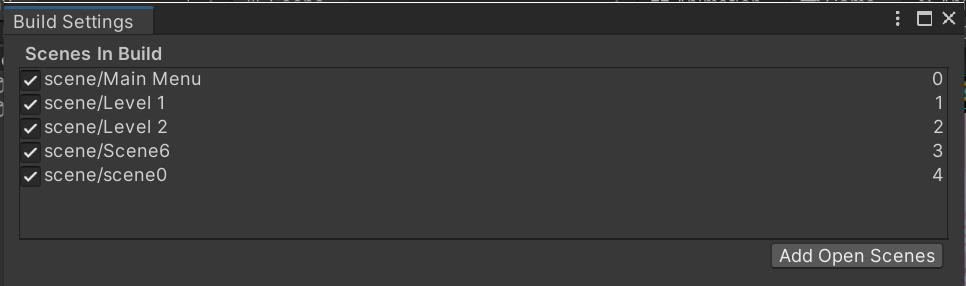 Build Settings
Scenes In Build
scene/Main Menu 0
scene/Level 1 1
scene/Level 2 2
scene/Scene6 3
scene/scene0 4
Add Open Scenes